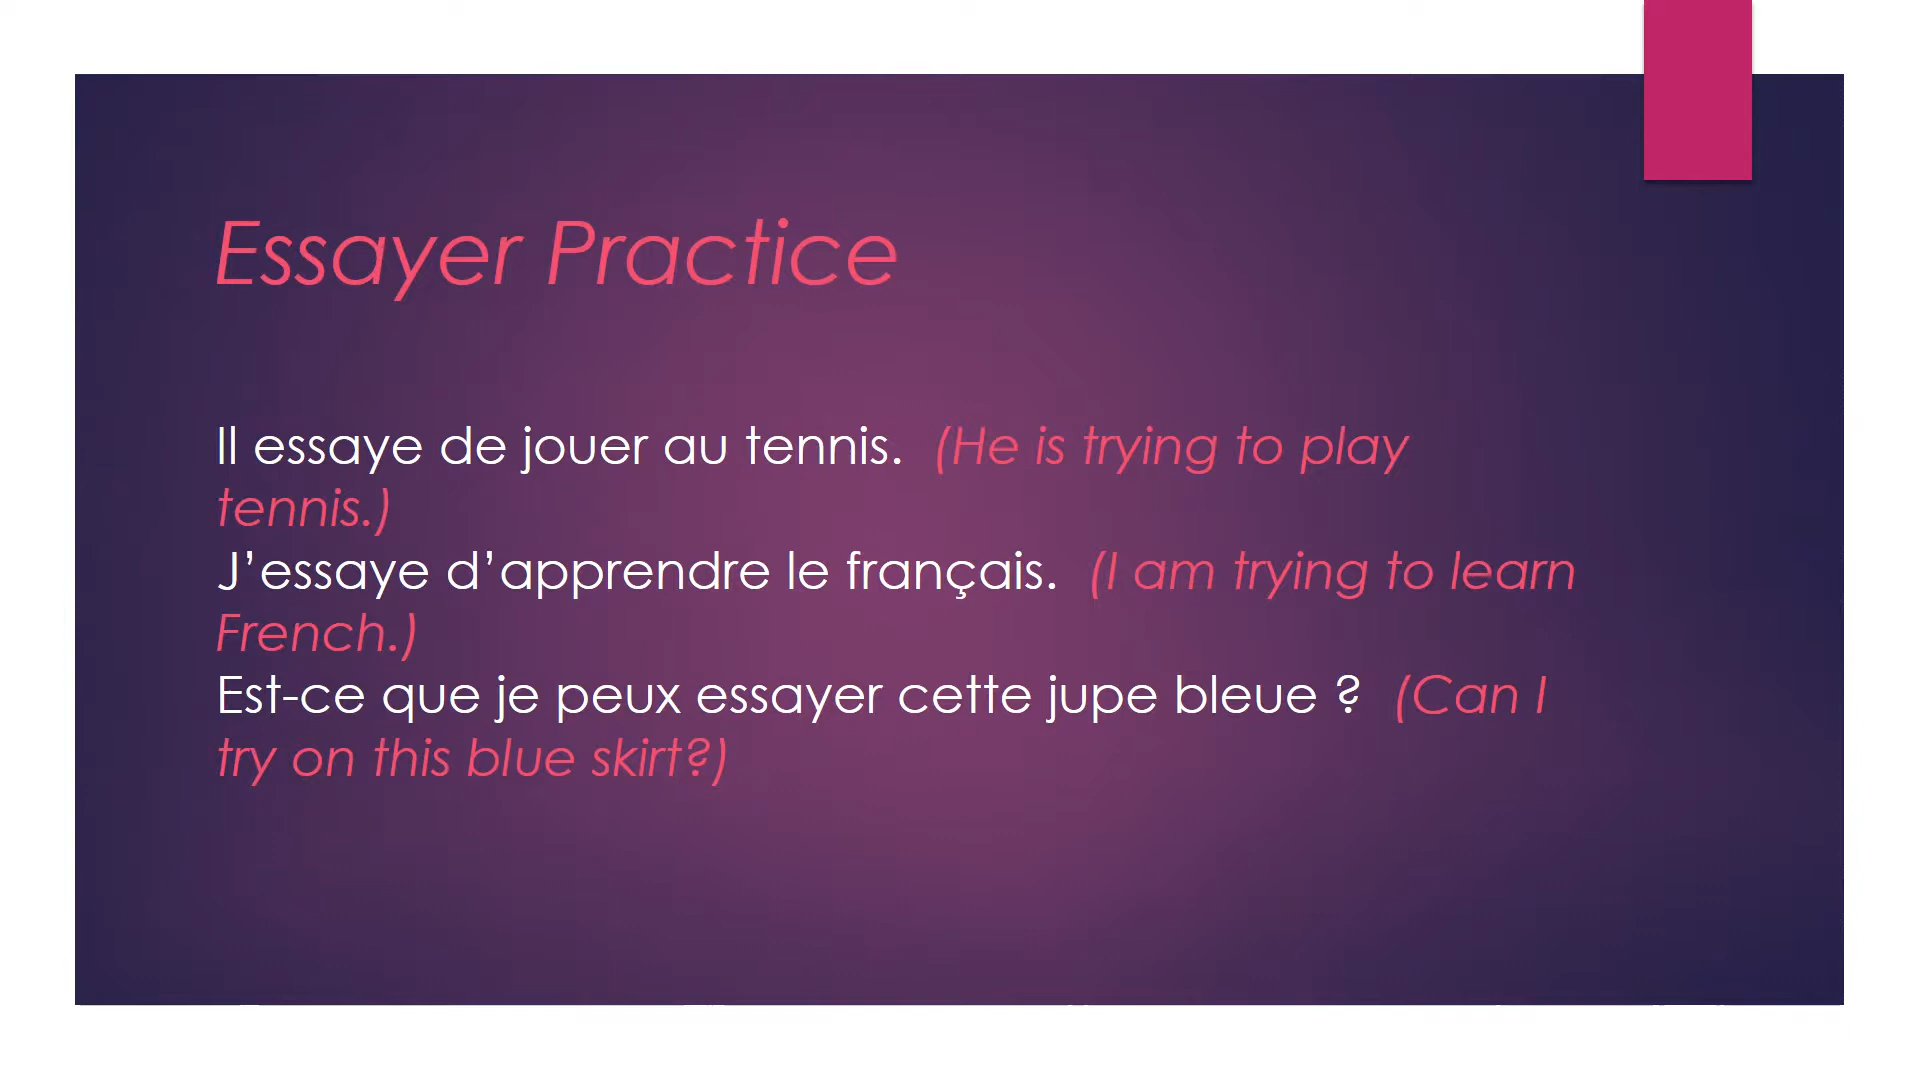 Essayer Practice
Il essaye de jouer au tennis.  (He is trying to play
tennis.)
J’essaye d’apprendre le français.  (I am trying to learn
French.)
Est-ce que je peux essayer cette jupe bleue ?  (Can I
try on this blue skirt?)